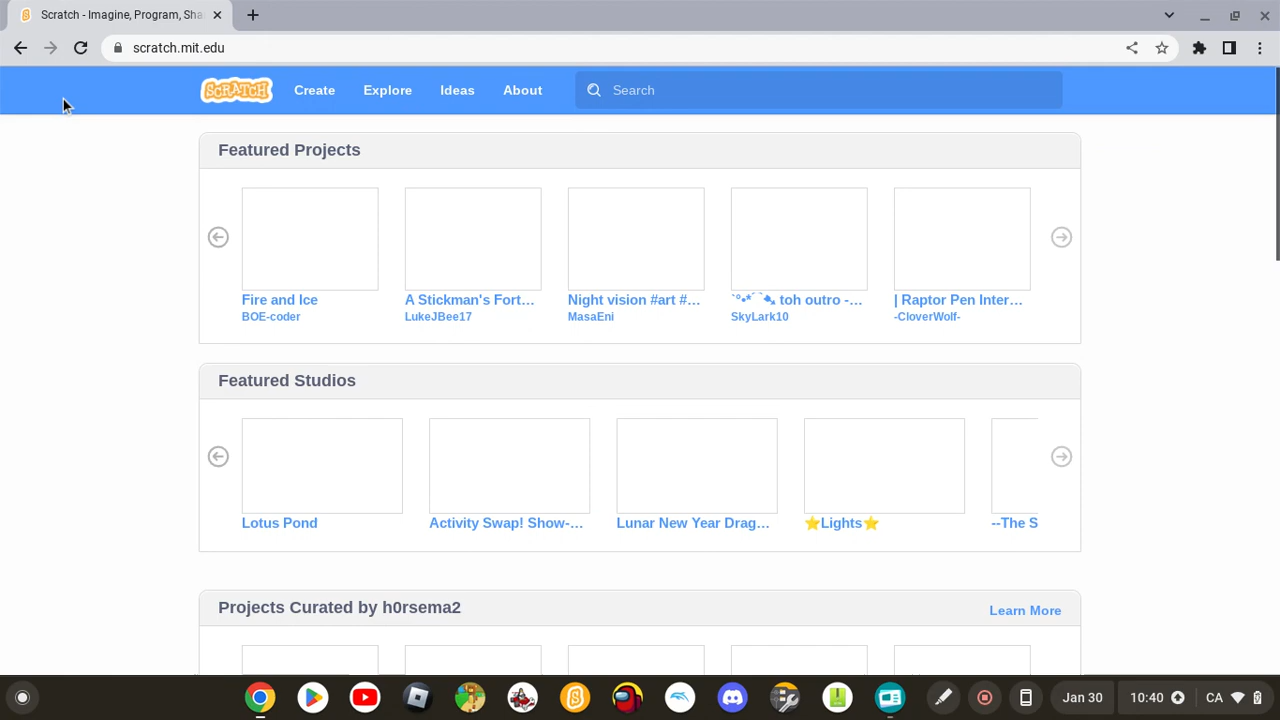 Scratch - Imagine, Program, Sha
scratch.mit.edu
SCRATCH
Create
Explore
Ideas
About
Search
Featured Projects
Fire and Ice
A Stickman's Fort...
Night vision #art #...
toh outro -...
| Raptor Pen Inter...
BOE-coder
LukeJBee17
MasaEni
SkyLark10
-CloverWolf-
Featured Studios
Lotus Pond
Activity Swap! Show-...
Lunar New Year Drag...
⭐Lights⭐
--The S
Projects Curated by h0rsema2
Learn More
Jan 30
10:40
CA